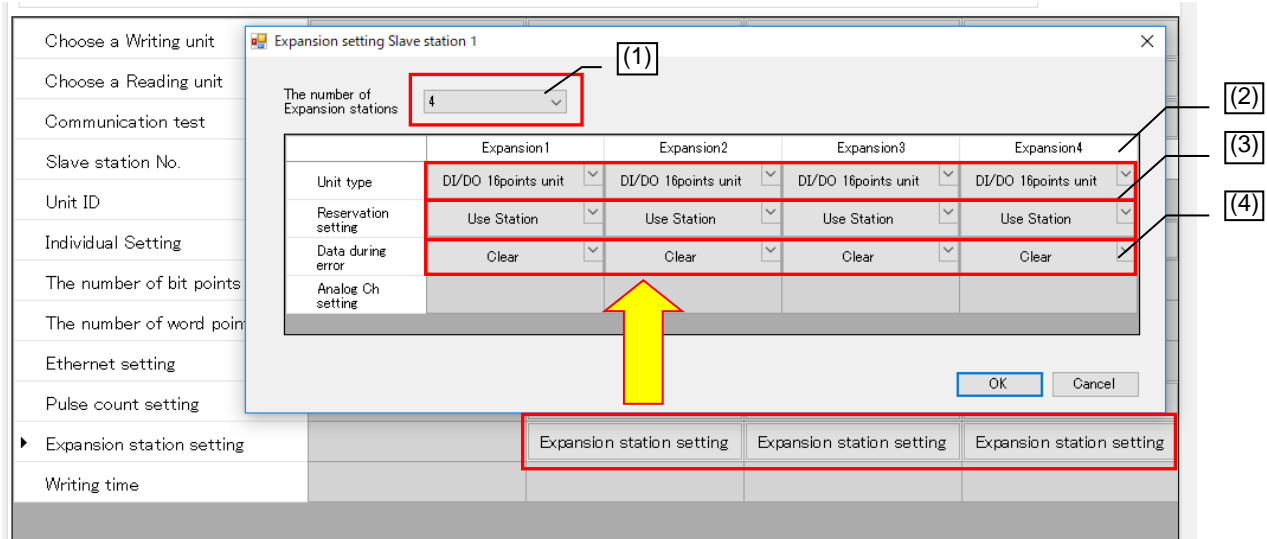 Choose a Writing unit
Choose a Reading unit
Communication test
Slave station No.
Unit ID
Individual Setting
The number of bit points
The number of word poin
Ethernet setting
Pulse count setting
Expansion station setting
Writing time
Expansion setting Slave station 1
(1)
The number of
Expansion stations
4
(2)
(3)
(4)
Expansion1 Expansion2 Expansion3 Expansion4
Unit type DI/DO 16points unit DI/DO 16points unit DI/DO 16points unit DI/DO 16points unit
Reservation
setting Use Station Use Station Use Station Use Station
Data during
error Clear Clear Clear Clear
Analog Ch
setting
OK Cancel
Expansion station setting Expansion station setting Expansion station setting